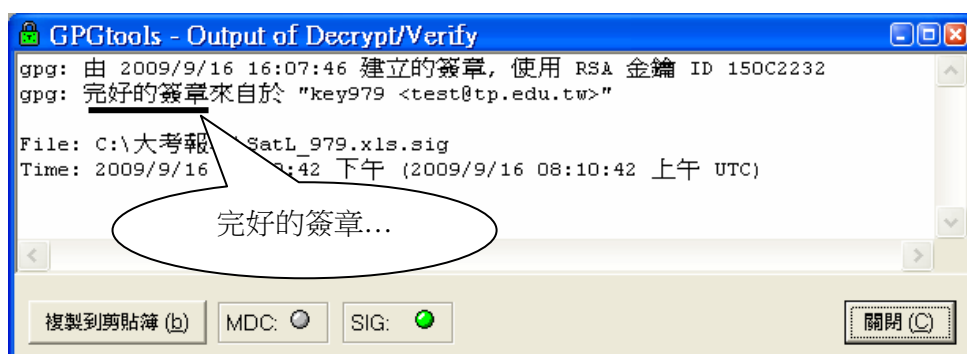 GPGtools - Output of Decrypt/Verify
gpg: 由 2009/9/16 16:07:46 建立的簽章, 使用 RSA 金鑰 ID 150C2232
gpg: 完好的簽章來自於 "key979 <test@tp.edu.tw>"
File: C:\大考報 \SatL_979.xls.sig
Time: 2009/9/16 :42 下午 (2009/9/16 08:10:42 上午 UTC)
完好的簽章...
複製到剪貼簿 (b)
MDC:
SIG:
關閉 (C)